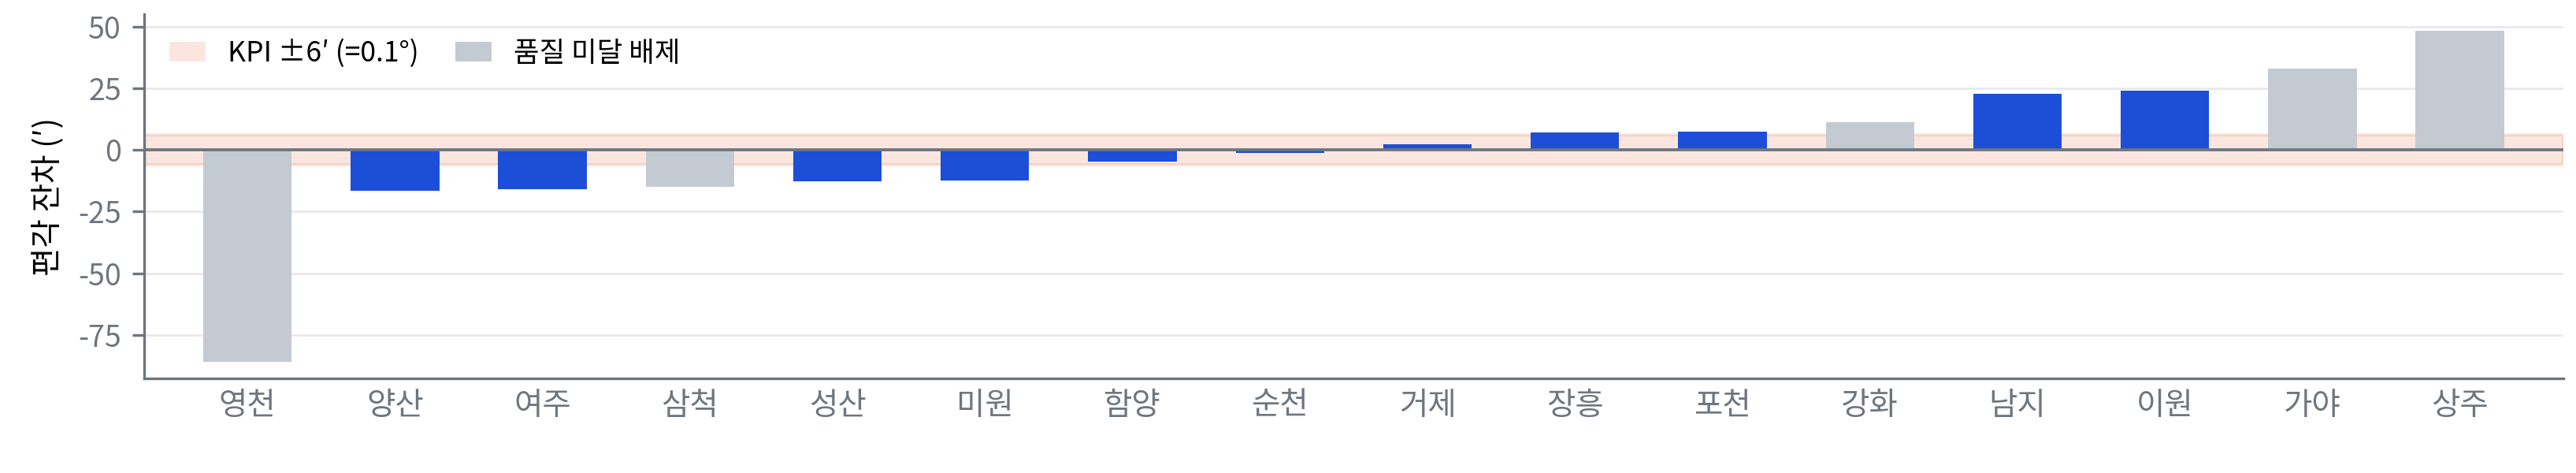 KPI ±6′ (=0.1°) 품질 미달 배제
편각 잔차 (′)
50
25
0
-25
-50
-75
영천 양산 여주 삼척 성산 미원 함양 순천 거제 장흥 포천 강화 남지 이원 가야 상주